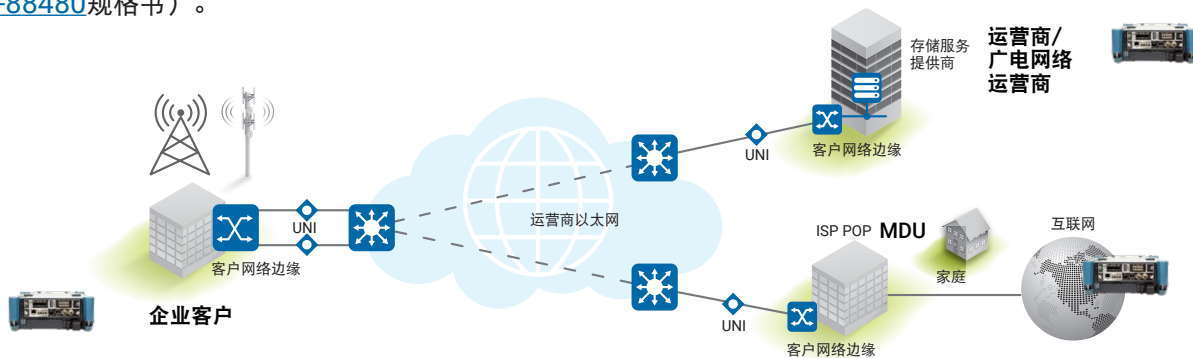 -88480规格书）。
存储服务
提供商
运营商/
广电网络
运营商
UNI
客户网络边缘
UNI
运营商以太网
客户网络边缘
企业客户
ISP POP
MDU
互联网
家庭
UNI
客户网络边缘